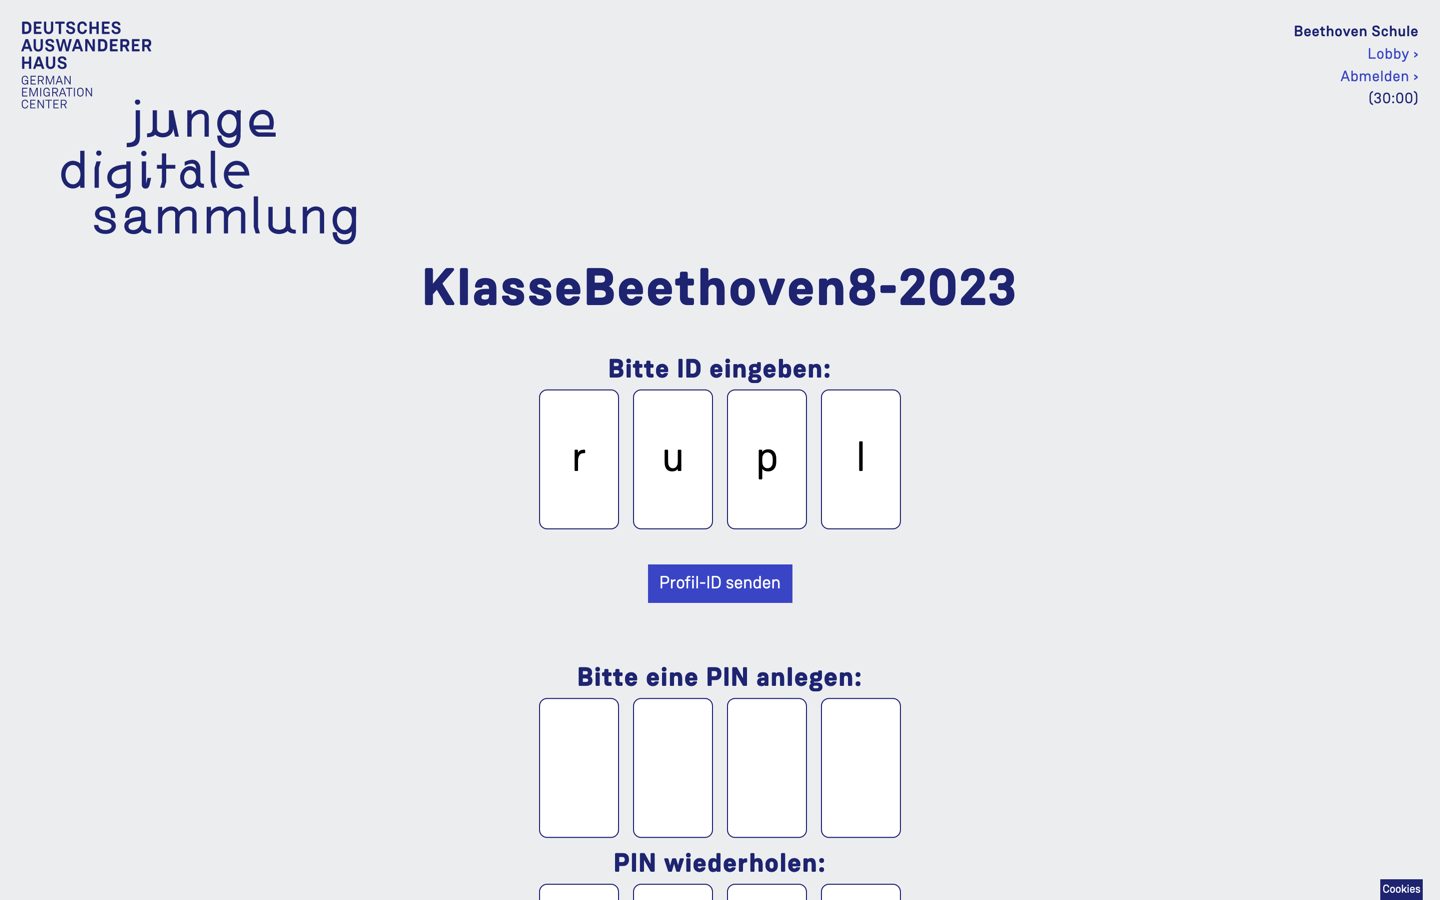 DEUTSCHES
AUSWANDERER
HAUS
GERMAN
EMIGRATION
CENTER
junge
digitale
sammlung
Beethoven Schule
Lobby ›
Abmelden ›
(30:00)
KlasseBeethoven8-2023
Bitte ID eingeben:
r u p l
Profil-ID senden
Bitte eine PIN anlegen:
PIN wiederholen:
Cookies